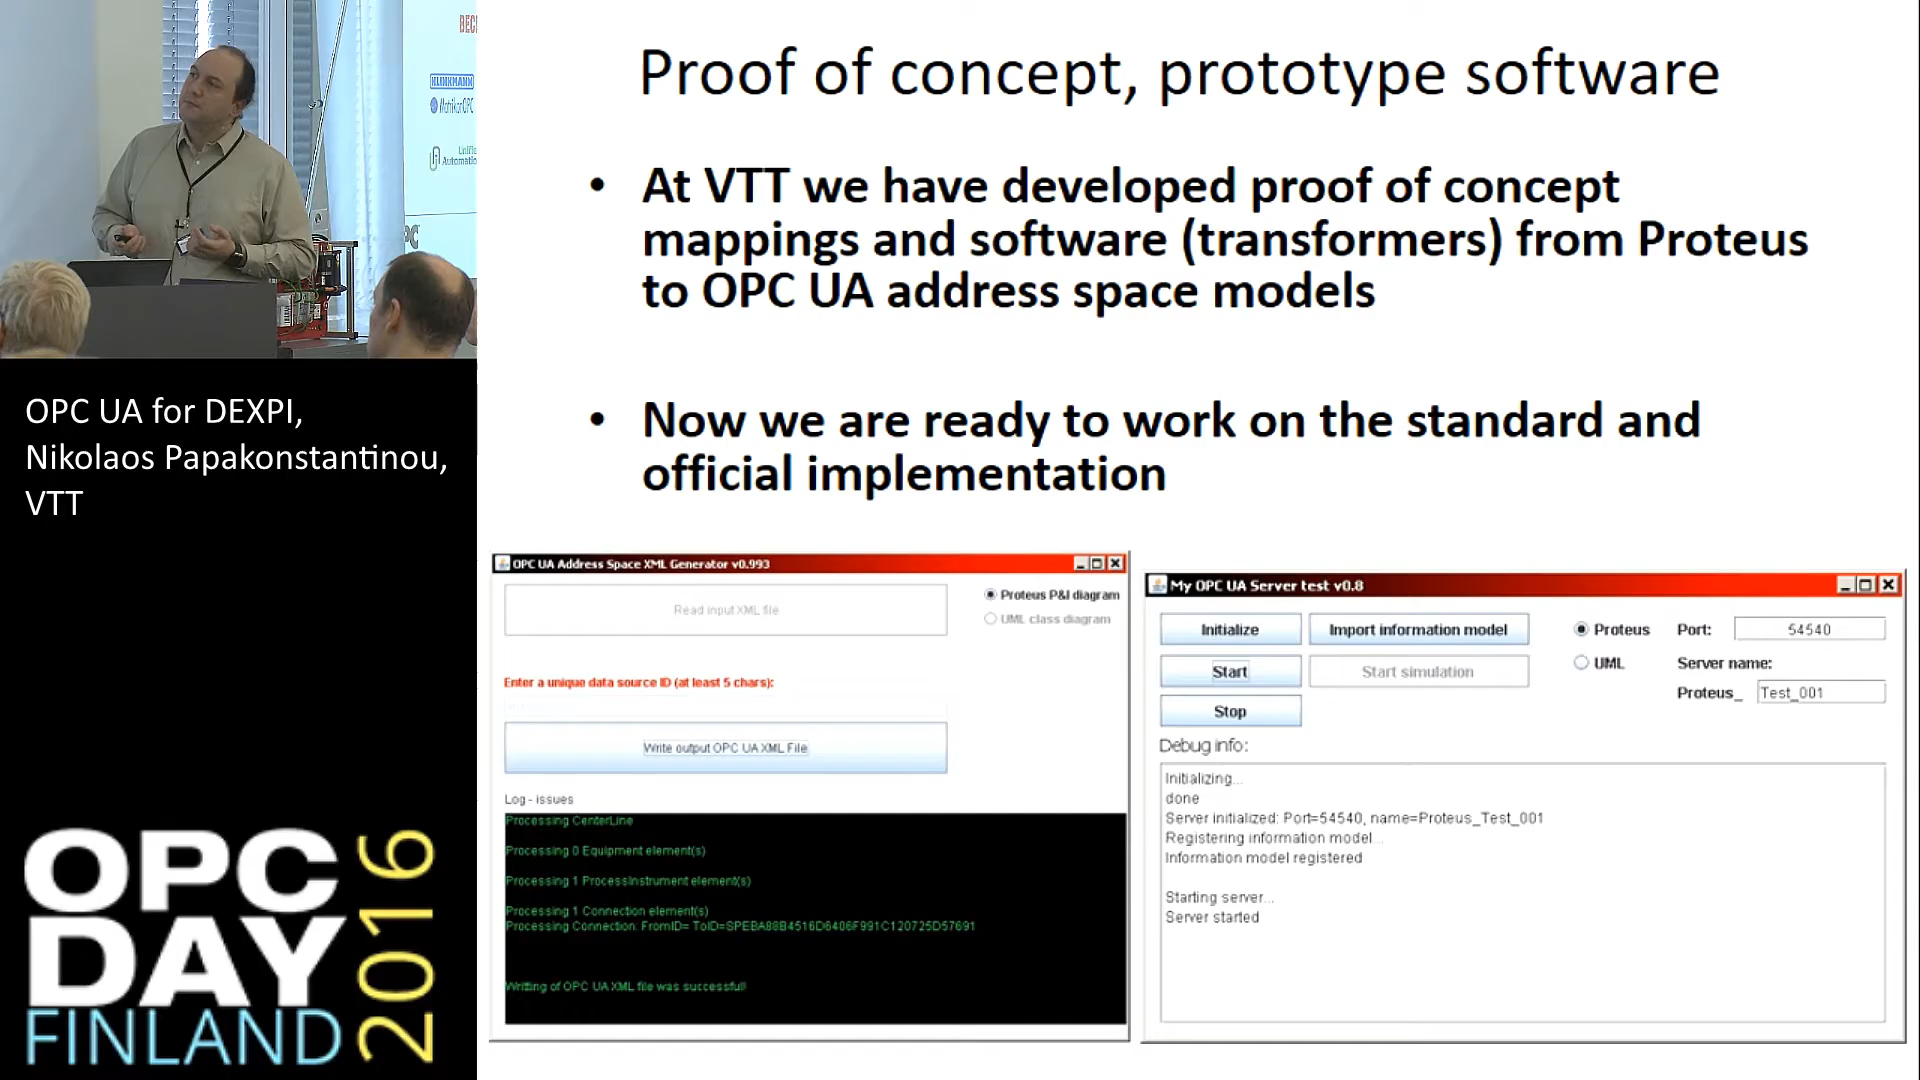 BEC
KLINKMANN
MatrikonOPC
Unifie
Automation
PC
OPC UA for DEXPI,
Nikolaos Papakonstantinou,
VTT
OPC
DAY
FINLAND
2016
Proof of concept, prototype software
• At VTT we have developed proof of concept
mappings and software (transformers) from Proteus
to OPC UA address space models
• Now we are ready to work on the standard and
official implementation
OPC UA Address Space XML Generator v0.993
Read input XML file
Proteus P&I diagram
UML class diagram
Enter a unique data source ID (at least 5 chars):
Write output OPC UA XML File
Log - issues
Processing CenterLine
Processing 0 Equipment element(s)
Processing 1 ProcessInstrument element(s)
Processing 1 Connection element(s)
Processing Connection: FromID= ToID=SPEBA88B4516D6406F991C120725D57691
Writting of OPC UA XML file was successful!
My OPC UA Server test v0.8
Initialize
Import information model
Proteus
Port:
54540
Start
Start simulation
UML
Server name:
Proteus_
Test_001
Stop
Debug info:
Initializing...
done
Server initialized: Port=54540, name=Proteus_Test_001
Registering information model...
Information model registered
Starting server...
Server started